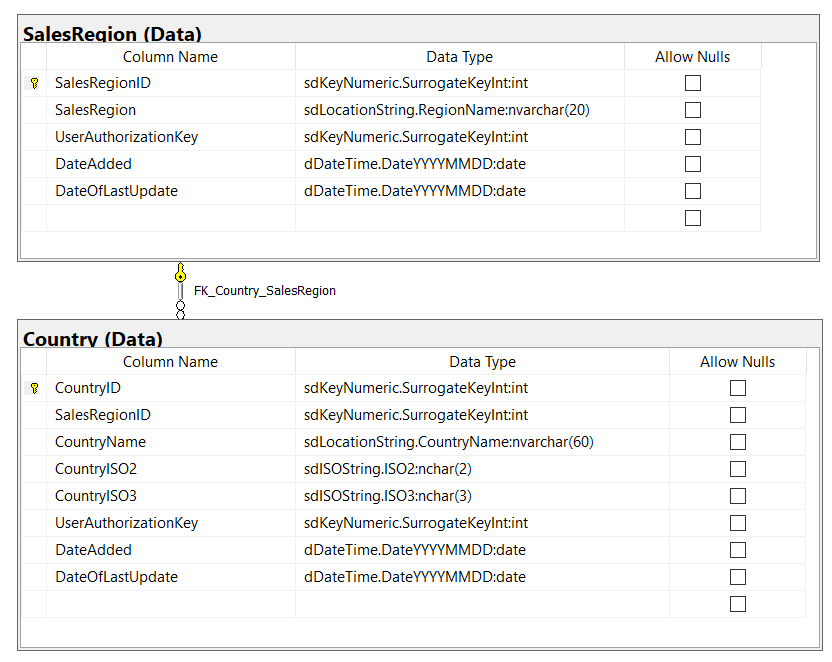 SalesRegion (Data)
Column Name Data Type Allow Nulls
SalesRegionID sdKeyNumeric.SurrogateKeyInt:int
SalesRegion sdLocationString.RegionName:nvarchar(20)
UserAuthorizationKey sdKeyNumeric.SurrogateKeyInt:int
DateAdded dDateTime.DateYYYYMMDD:date
DateOfLastUpdate dDateTime.DateYYYYMMDD:date
FK_Country_SalesRegion
Country (Data)
Column Name Data Type Allow Nulls
CountryID sdKeyNumeric.SurrogateKeyInt:int
SalesRegionID sdKeyNumeric.SurrogateKeyInt:int
CountryName sdLocationString.CountryName:nvarchar(60)
CountryISO2 sdISOString.ISO2:nchar(2)
CountryISO3 sdISOString.ISO3:nchar(3)
UserAuthorizationKey sdKeyNumeric.SurrogateKeyInt:int
DateAdded dDateTime.DateYYYYMMDD:date
DateOfLastUpdate dDateTime.DateYYYYMMDD:date